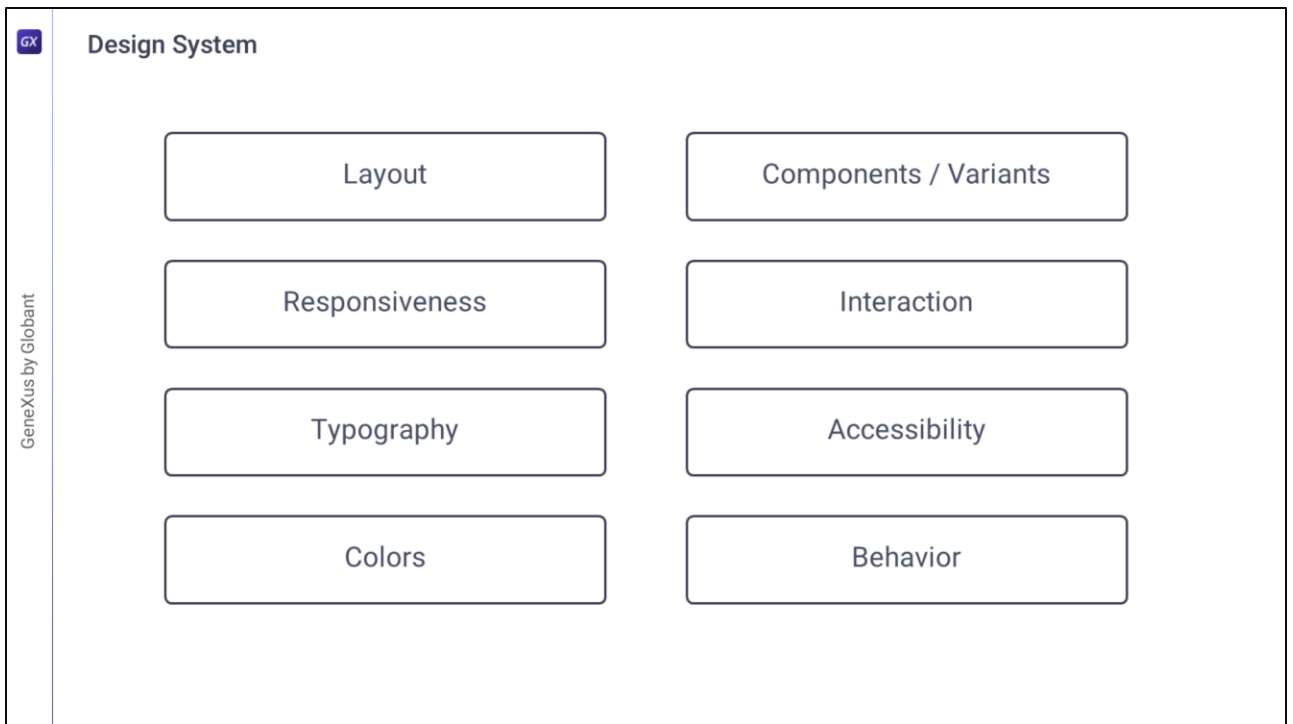 GX
Design System
Layout
Components / Variants
Responsiveness
Interaction
Typography
Accessibility
Colors
Behavior
GeneXus by Globant